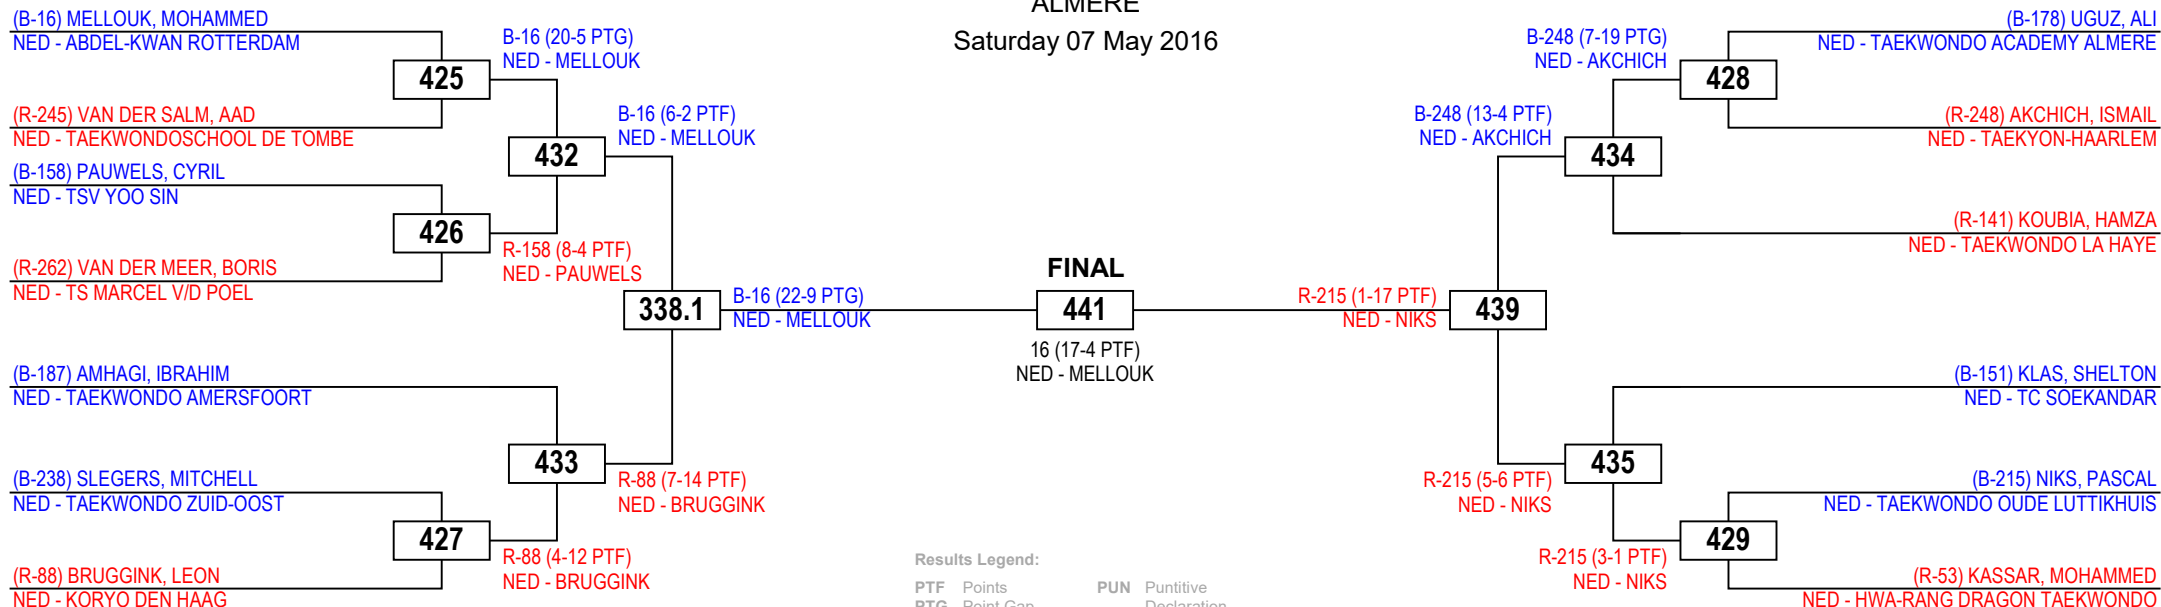 ALMERE
Saturday 07 May 2016
(B-16) MELLOUK, MOHAMMED
NED - ABDEL-KWAN ROTTERDAM
(R-245) VAN DER SALM, AAD
NED - TAEKWONDOSCHOOL DE TOMBE
(B-158) PAUWELS, CYRIL
NED - TSV YOO SIN
(R-262) VAN DER MEER, BORIS
NED - TS MARCEL V/D POEL
(B-187) AMHAGI, IBRAHIM
NED - TAEKWONDO AMERSFOORT
(B-238) SLEGERS, MITCHELL
NED - TAEKWONDO ZUID-OOST
(R-88) BRUGGINK, LEON
NED - KORYO DEN HAAG
425
426
427
B-16 (20-5 PTG)
NED - MELLOUK
432
R-158 (8-4 PTF)
NED - PAUWELS
433
R-88 (4-12 PTF)
NED - BRUGGINK
B-16 (6-2 PTF)
NED - MELLOUK
338.1
R-88 (7-14 PTF)
NED - BRUGGINK
B-16 (22-9 PTG)
NED - MELLOUK
FINAL
441
16 (17-4 PTF)
NED - MELLOUK
R-215 (1-17 PTF)
NED - NIKS
439
B-248 (13-4 PTF)
NED - AKCHICH
434
R-215 (5-6 PTF)
NED - NIKS
435
B-248 (7-19 PTG)
NED - AKCHICH
428
R-215 (3-1 PTF)
NED - NIKS
429
(B-178) UGUZ, ALI
NED - TAEKWONDO ACADEMY ALMERE
(R-248) AKCHICH, ISMAIL
NED - TAEKYON-HAARLEM
(R-141) KOUBIA, HAMZA
NED - TAEKWONDO LA HAYE
(B-151) KLAS, SHELTON
NED - TC SOEKANDAR
(B-215) NIKS, PASCAL
NED - TAEKWONDO OUDE LUTTIKHUIS
(R-53) KASSAR, MOHAMMED
NED - HWA-RANG DRAGON TAEKWONDO
Results Legend:
PTF Points PUN Puntitive
PTG Point Gap Declaration